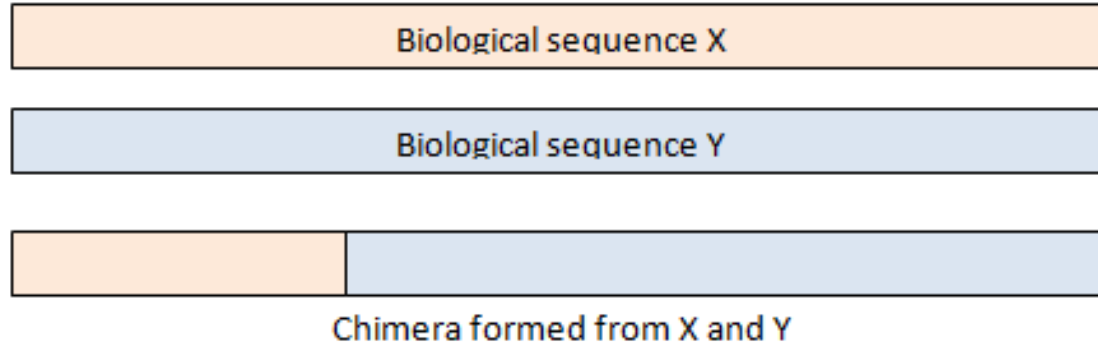 Biological sequence X
Biological sequence Y
Chimera formed from X and Y